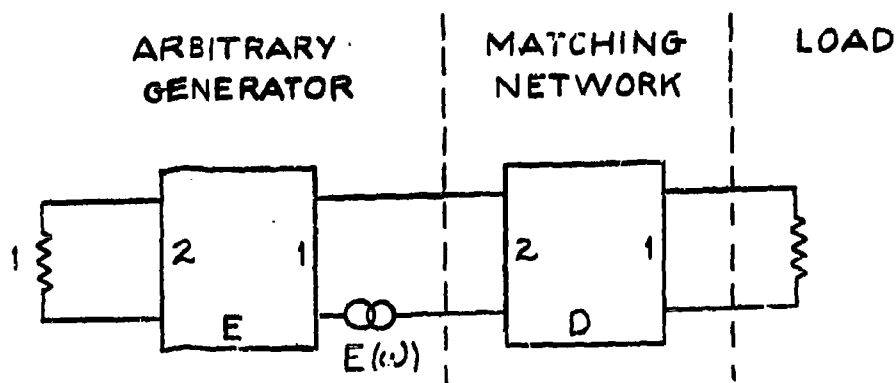 ARBITRARY
GENERATOR
MATCHING
NETWORK
LOAD
1
2
1
E
E(ω)
2
1
D